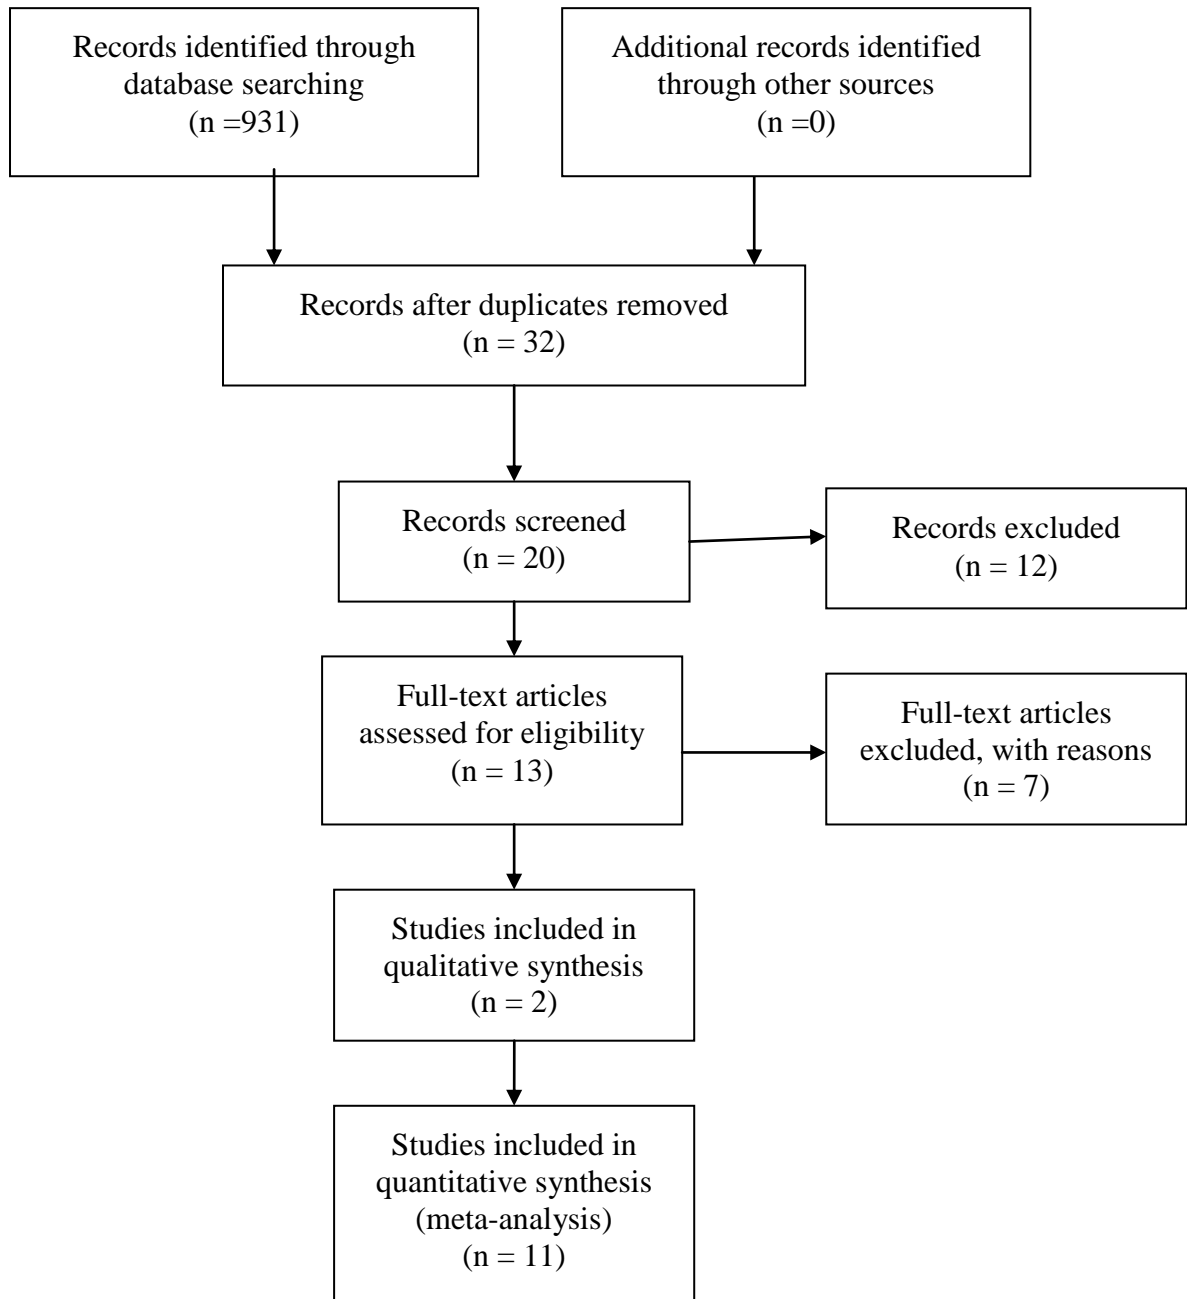 Records identified through
database searching
(n =931)
Additional records identified
through other sources
(n =0)
Records after duplicates removed
(n = 32)
Records screened
(n = 20)
Records excluded
(n = 12)
Full-text articles
assessed for eligibility
(n = 13)
Full-text articles
excluded, with reasons
(n = 7)
Studies included in
qualitative synthesis
(n = 2)
Studies included in
quantitative synthesis
(meta-analysis)
(n = 11)